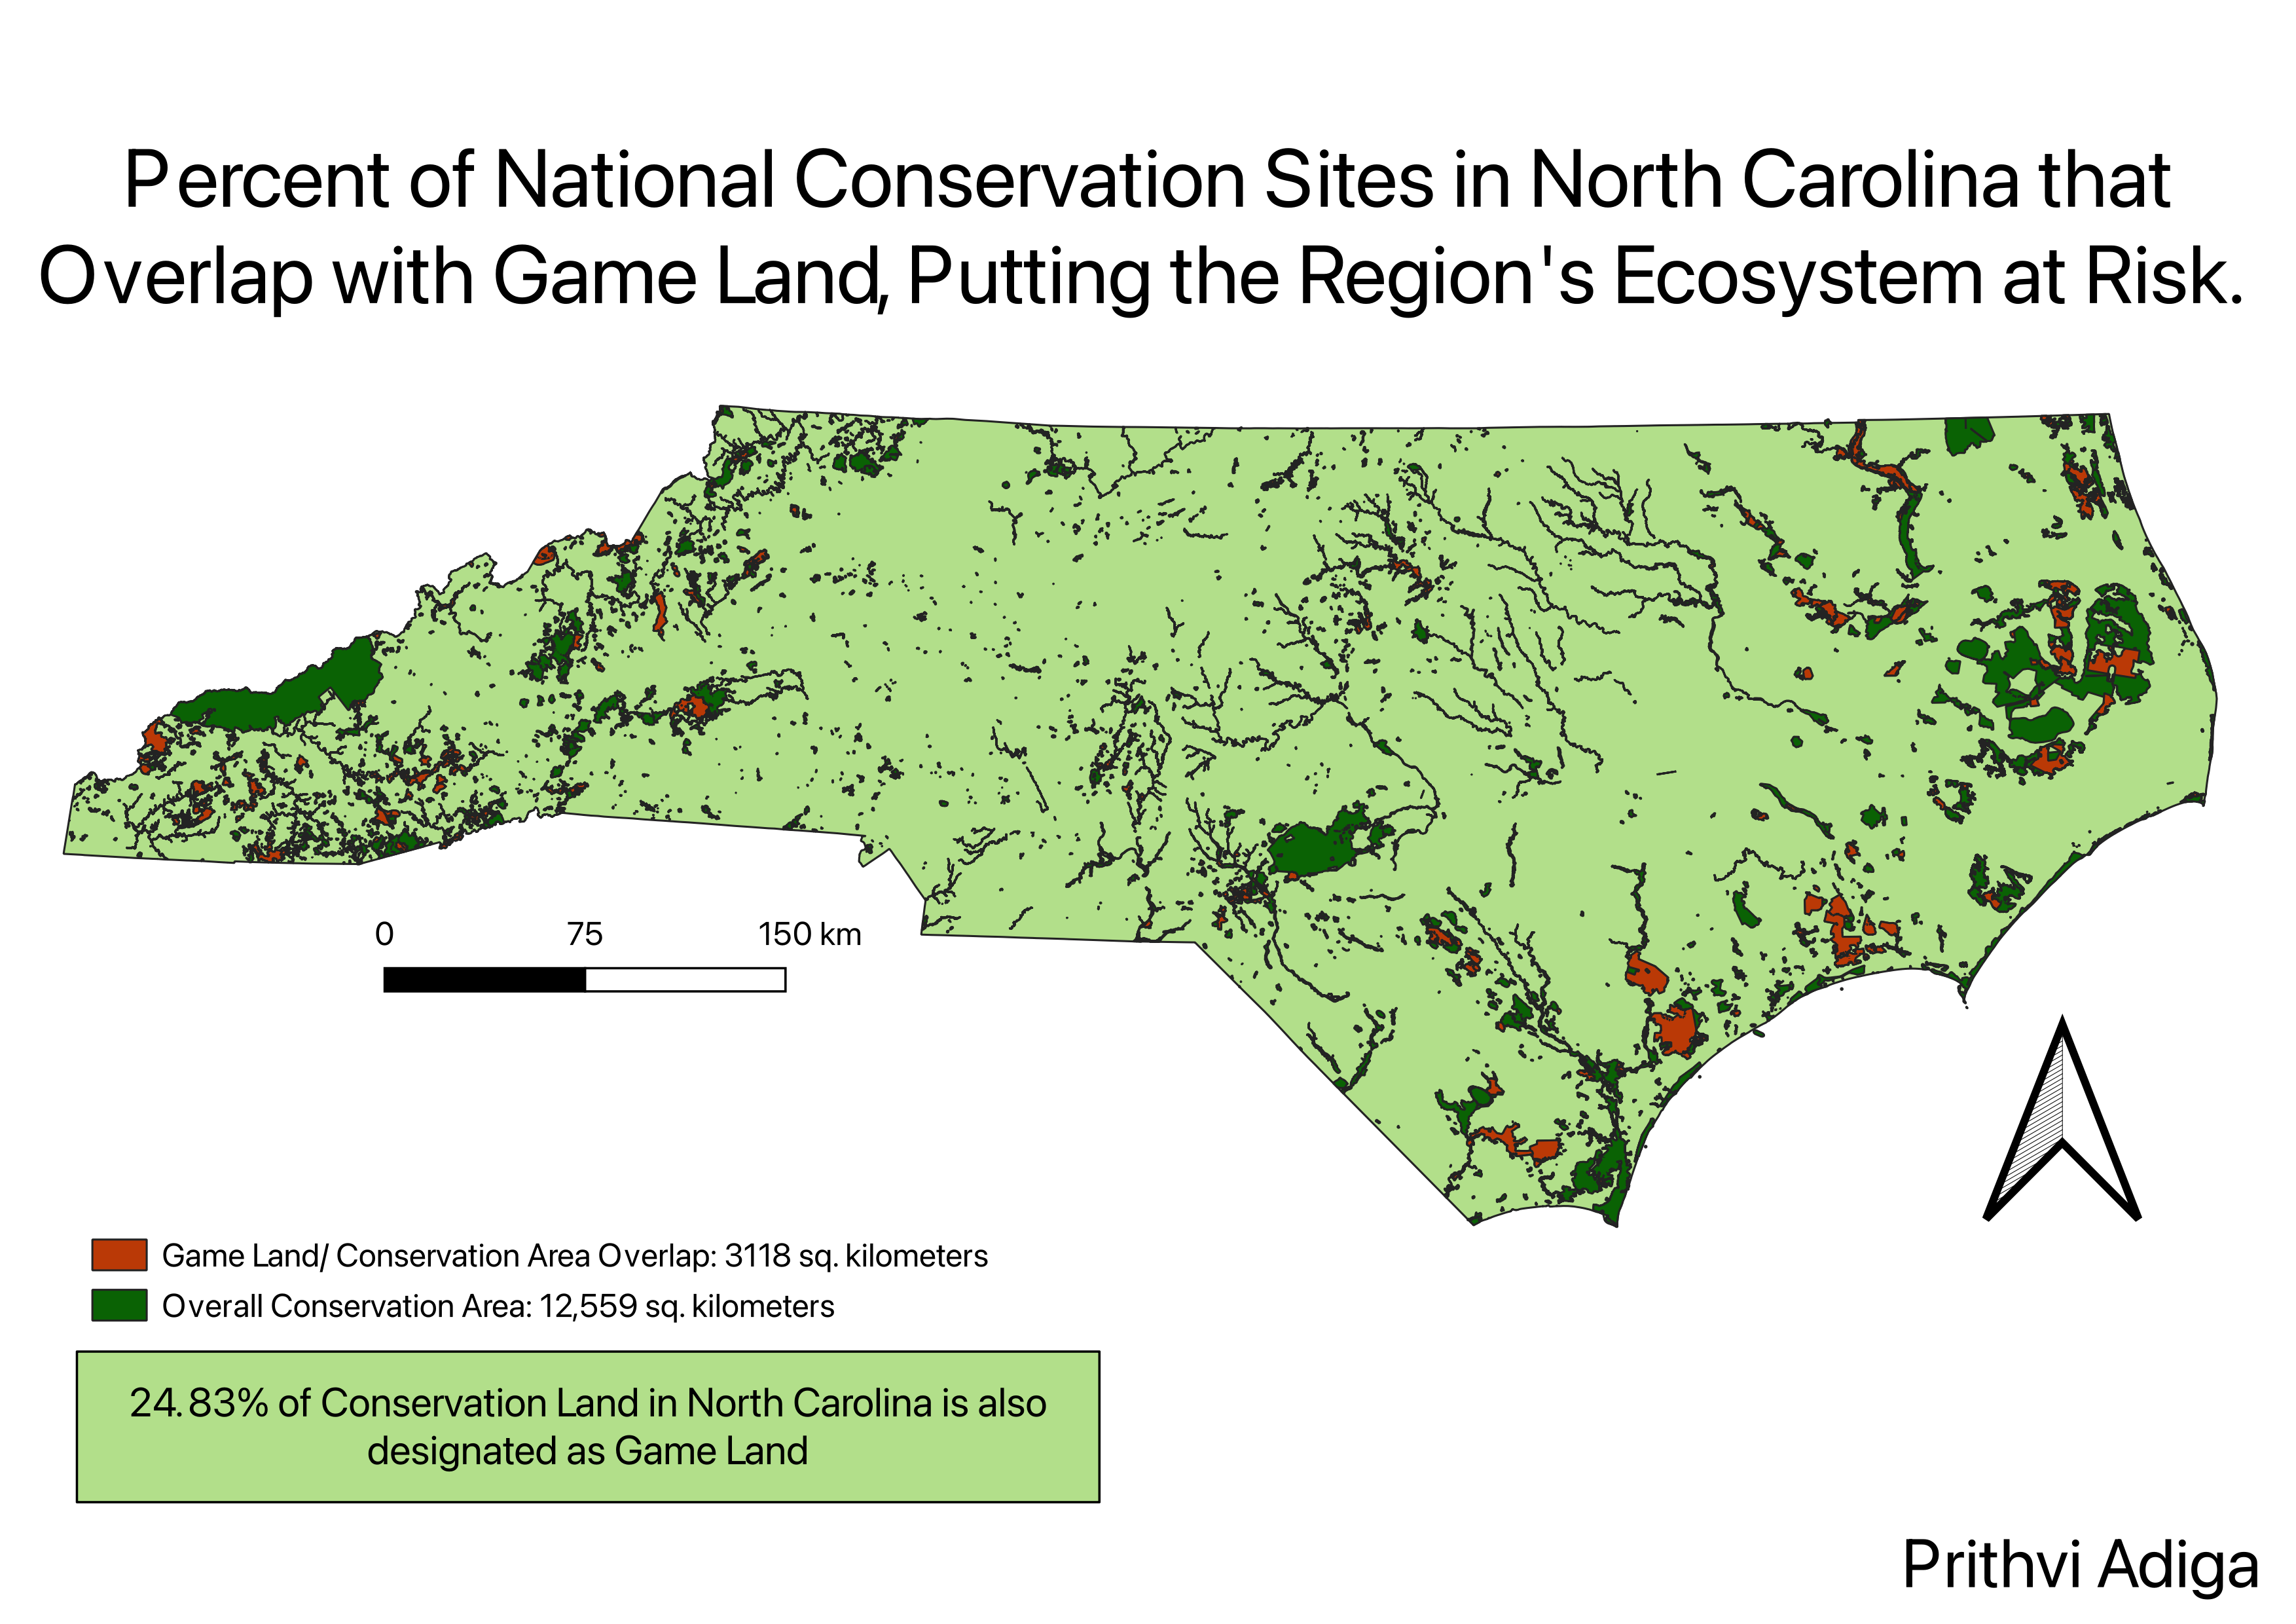 Percent of National Conservation Sites in North Carolina that
Overlap with Game Land, Putting the Region's Ecosystem at Risk.
0 75 150 km
Game Land/ Conservation Area Overlap: 3118 sq. kilometers
Overall Conservation Area: 12,559 sq. kilometers
24.83% of Conservation Land in North Carolina is also
designated as Game Land
Prithvi Adiga